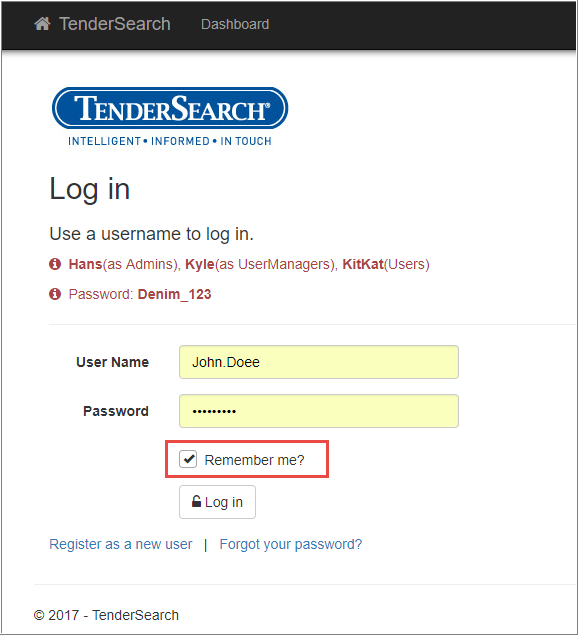 TenderSearch Dashboard
TENDERSEARCH®
INTELLIGENT • INFORMED • IN TOUCH
Log in
Use a username to log in.
Hans(as Admins), Kyle(as UserManagers), KitKat(Users)
Password: Denim_123
User Name John.Doee
Password •••••••••
Remember me?
Log in
Register as a new user | Forgot your password?
© 2017 - TenderSearch